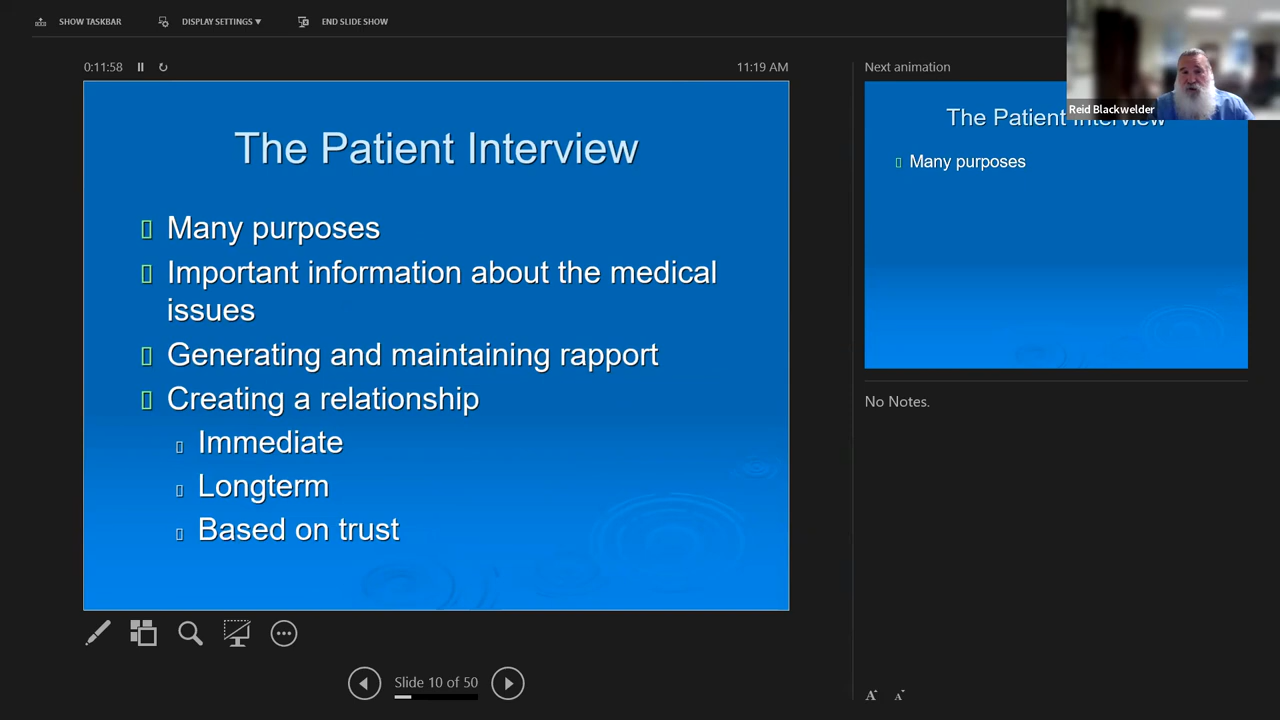 SHOW TASKBAR
DISPLAY SETTINGS ▼
END SLIDE SHOW
0:11:58
11:19 AM
The Patient Interview
Many purposes
Important information about the medical
issues
Generating and maintaining rapport
Creating a relationship
Immediate
Longterm
Based on trust
Slide 10 of 50
Next animation
Reid Blackwelder
The Patient Interview
Many purposes
No Notes.
A A